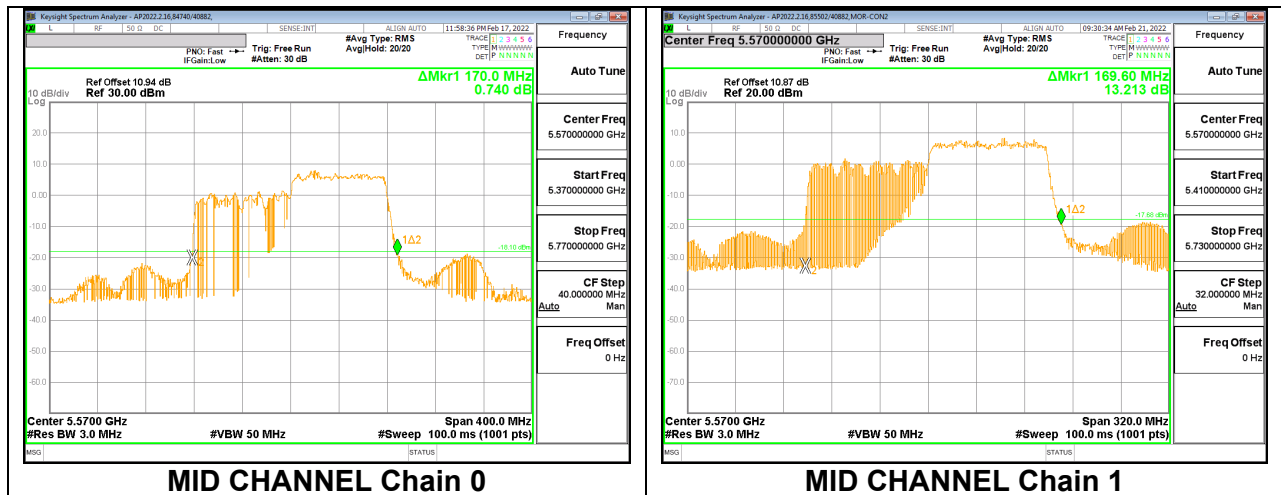 Keysight Spectrum Analyzer - AP2022.2.16,84740/40882,
L RF 50 Ω DC SENSE:INT ALIGN AUTO 11:58:36 PM Feb 17, 2022
PNO: Fast
IFGain:Low
Trig: Free Run
#Atten: 30 dB
#Avg Type: RMS
Avg|Hold: 20/20
TRACE 1 2 3 4 5 6
TYPE M WWWWW
DET P N N N N N
Ref Offset 10.94 dB
Ref 30.00 dBm
10 dB/div
Log
ΔMkr1 170.0 MHz
0.740 dB
20.0
10.0
0.00
-10.0
-20.0
-30.0
-40.0
-50.0
-60.0
1Δ2
-16.10 dBm
X2
Center 5.5700 GHz
Span 400.0 MHz
#Res BW 3.0 MHz
#VBW 50 MHz
#Sweep 100.0 ms (1001 pts)
MSG
STATUS
Frequency
Auto Tune
Center Freq
5.570000000 GHz
Start Freq
5.370000000 GHz
Stop Freq
5.770000000 GHz
CF Step
40.000000 MHz
Auto Man
Freq Offset
0 Hz
MID CHANNEL Chain 0
Keysight Spectrum Analyzer - AP2022.2.16,85502/40882,MOR-CON2
L RF 50 Ω DC SENSE:INT ALIGN AUTO 09:30:34 AM Feb 21, 2022
Center Freq 5.570000000 GHz
PNO: Fast
IFGain:Low
Trig: Free Run
#Atten: 30 dB
#Avg Type: RMS
Avg|Hold: 20/20
TRACE 1 2 3 4 5 6
TYPE M WWWWW
DET P N N N N N
Ref Offset 10.87 dB
Ref 20.00 dBm
10 dB/div
Log
ΔMkr1 169.60 MHz
13.213 dB
10.0
0.00
-10.0
-20.0
-30.0
-40.0
-50.0
-60.0
-70.0
1Δ2
-17.68 dBm
X2
Center 5.5700 GHz
Span 320.0 MHz
#Res BW 3.0 MHz
#VBW 50 MHz
#Sweep 100.0 ms (1001 pts)
MSG
STATUS
Frequency
Auto Tune
Center Freq
5.570000000 GHz
Start Freq
5.410000000 GHz
Stop Freq
5.730000000 GHz
CF Step
32.000000 MHz
Auto Man
Freq Offset
0 Hz
MID CHANNEL Chain 1